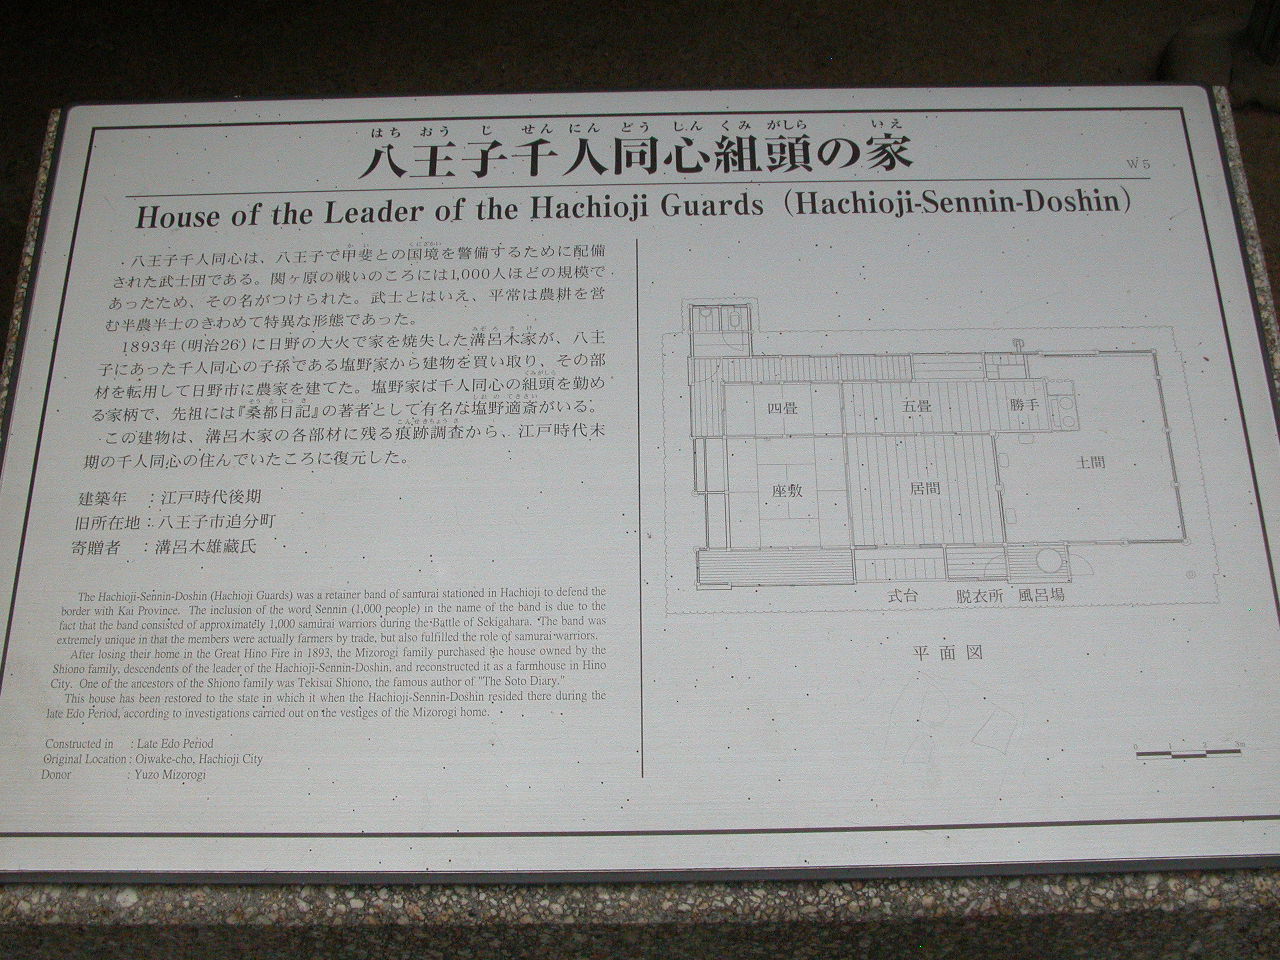 はち おう じ せん にん どう しん くみ がしら いえ
八王子千人同心組頭の家
W 5
House of the Leader of the Hachioji Guards (Hachioji-Sennin-Doshin)
八王子千人同心は、八王子で甲斐との国境を警備するために配備
された武士団である。関ヶ原の戦いのころには1,000人ほどの規模で
あったため、その名がつけられた。武士とはいえ、平常は農耕を営
む半農半士のきわめて特異な形態であった。
1893年(明治26)に日野の大火で家を焼失した溝呂木家が、八王
子にあった千人同心の子孫である塩野家から建物を買い取り、その部
材を転用して日野市に農家を建てた。塩野家は千人同心の組頭を勤め
る家柄で、先祖には『桑都日記』の著者として有名な塩野適斎がいる。
この建物は、溝呂木家の各部材に残る痕跡調査から、江戸時代末
期の千人同心の住んでいたころに復元した。
建築年 :江戸時代後期
旧所在地:八王子市追分町
寄贈者 :溝呂木雄蔵氏
The Hachioji-Sennin-Doshin (Hachioji Guards) was a retainer band of samurai stationed in Hachioji to defend the
border with Kai Province. The inclusion of the word Sennin (1,000 people) in the name of the band is due to the
fact that the band consisted of approximately 1,000 samurai warriors during the Battle of Sekigahara. The band was
extremely unique in that the members were actually farmers by trade, but also fulfilled the role of samurai warriors.
After losing their home in the Great Hino Fire in 1893, the Mizorogi family purchased the house owned by the
Shiono family, descendents of the leader of the Hachioji-Sennin-Doshin, and reconstructed it as a farmhouse in Hino
City. One of the ancestors of the Shiono family was Tekisai Shiono, the famous author of "The Soto Diary."
This house has been restored to the state in which it when the Hachioji-Sennin-Doshin resided there during the
late Edo Period, according to investigations carried out on the vestiges of the Mizorogi home.
Constructed in : Late Edo Period
Original Location : Oiwake-cho, Hachioji City
Donor : Yuzo Mizorogi
四畳 五畳 勝手
土間
座敷 居間
式台 脱衣所 風呂場
平面図
0 1 2 3m